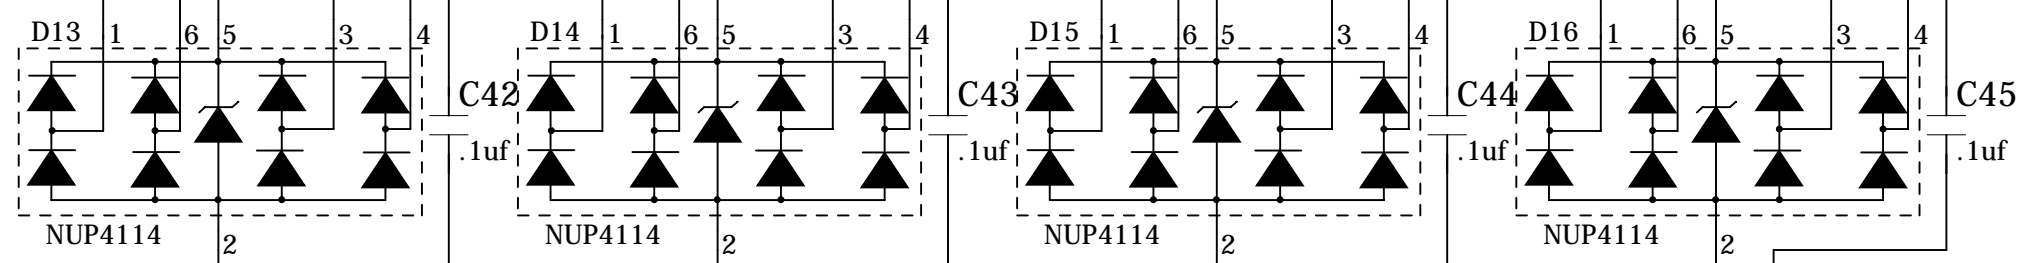 D13 1 6 5 3 4 D14 1 6 5 3 4 D15 1 6 5 3 4 D16 1 6 5 3 4
C42 C43 C44 C45
.1uf .1uf .1uf .1uf
NUP4114 2 NUP4114 2 NUP4114 2 NUP4114 2